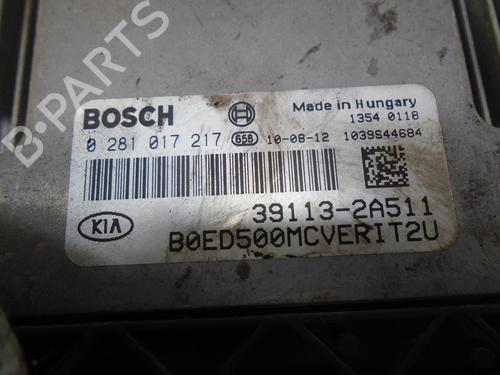 BOSCH
Made in Hungary
1354 0118
0 281 017 217 658 10-08-12 1039S44684
39113-2A511
KIA
B0ED500MCVERIT2U
B-PARTS